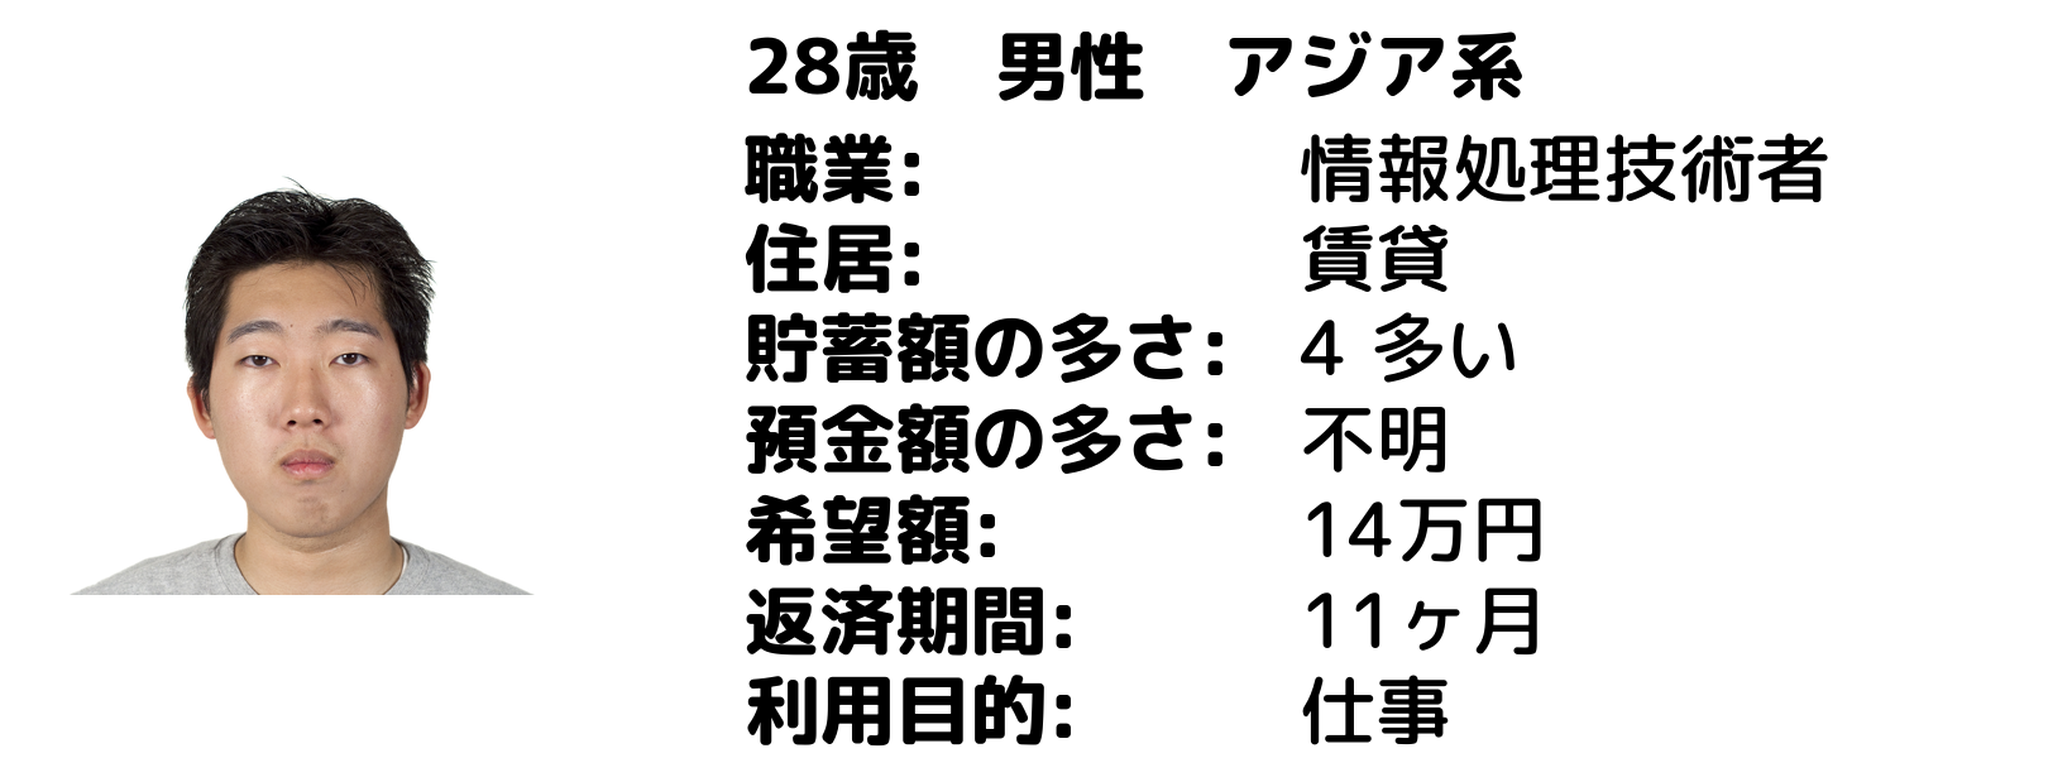 28歳　男性　アジア系
職業: 情報処理技術者
住居: 賃貸
貯蓄額の多さ: 4 多い
預金額の多さ: 不明
希望額: 14万円
返済期間: 11ヶ月
利用目的: 仕事